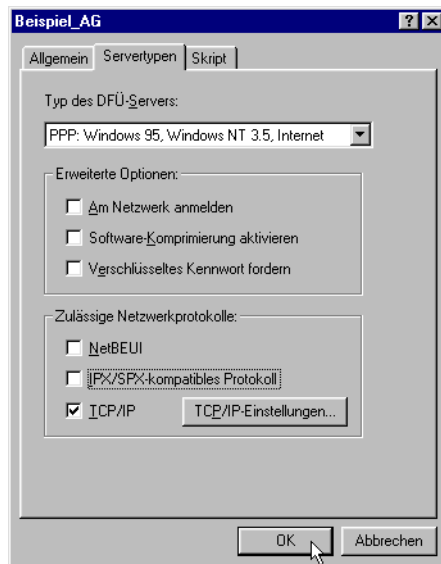 Beispiel_AG
Allgemein Servertypen Skript
Typ des DFÜ-Servers:
PPP: Windows 95, Windows NT 3.5, Internet
Erweiterte Optionen:
Am Netzwerk anmelden
Software-Komprimierung aktivieren
Verschlüsseltes Kennwort fordern
Zulässige Netzwerkprotokolle:
NetBEUI
IPX/SPX-kompatibles Protokoll
TCP/IP TCP/IP-Einstellungen...
OK Abbrechen